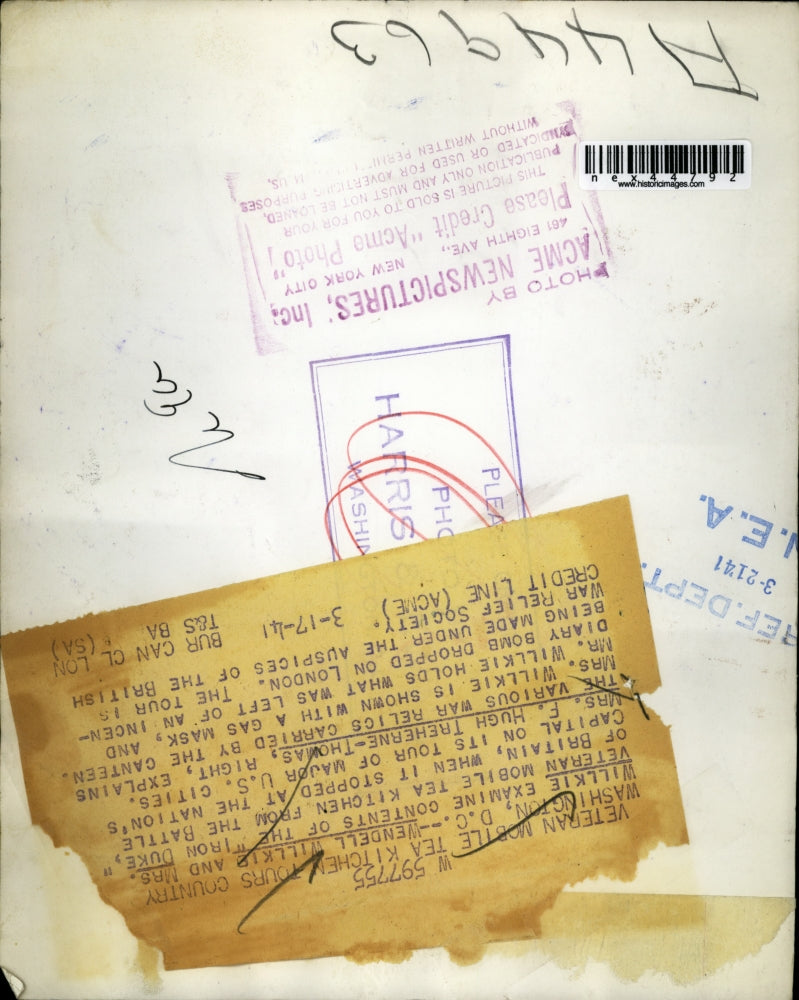 A44963
nex44792
www.historicimages.com
PHOTO BY
ACME NEWSPICTURES, Inc.
461 EIGHTH AVE., NEW YORK CITY
Please Credit "Acme Photo",
THIS PICTURE IS SOLD TO YOU FOR YOUR
PUBLICATION ONLY AND MUST NOT BE LOANED,
SYNDICATED OR USED FOR ADVERTISING PURPOSES
WITHOUT WRITTEN
PLEA
PHO
HARRIS
WASHIN
REF. DEPT.
3-2141
N.E.A.
W 597755
VETERAN MOBILE TEA KITCHEN TOURS COUNTRY
WASHINGTON, D.C.--WENDELL WILLKIE AND MRS.
WILLKIE EXAMINE CONTENTS OF THE "IRON DUKE",
VETERAN MOBILE TEA KITCHEN FROM THE BATTLE
OF BRITAIN, WHEN IT STOPPED AT THE NATION'S
CAPITAL ON ITS TOUR OF MAJOR U.S. CITIES.
MRS. F. HUGH TREHERNE-THOMAS, RIGHT, EXPLAINS
THE VARIOUS WAR RELICS CARRIED BY THE CANTEEN.
MRS. WILLKIE IS SHOWN WITH A GAS MASK, AND
MR. WILLKIE HOLDS WHAT WAS LEFT OF AN INCEN-
DIARY BOMB DROPPED ON LONDON. THE TOUR IS
BEING MADE UNDER THE AUSPICES OF THE BRITISH
WAR RELIEF SOCIETY.
CREDIT LINE (ACME) 3-17-41 BUR CAN CL LON (SA)
T&S BA